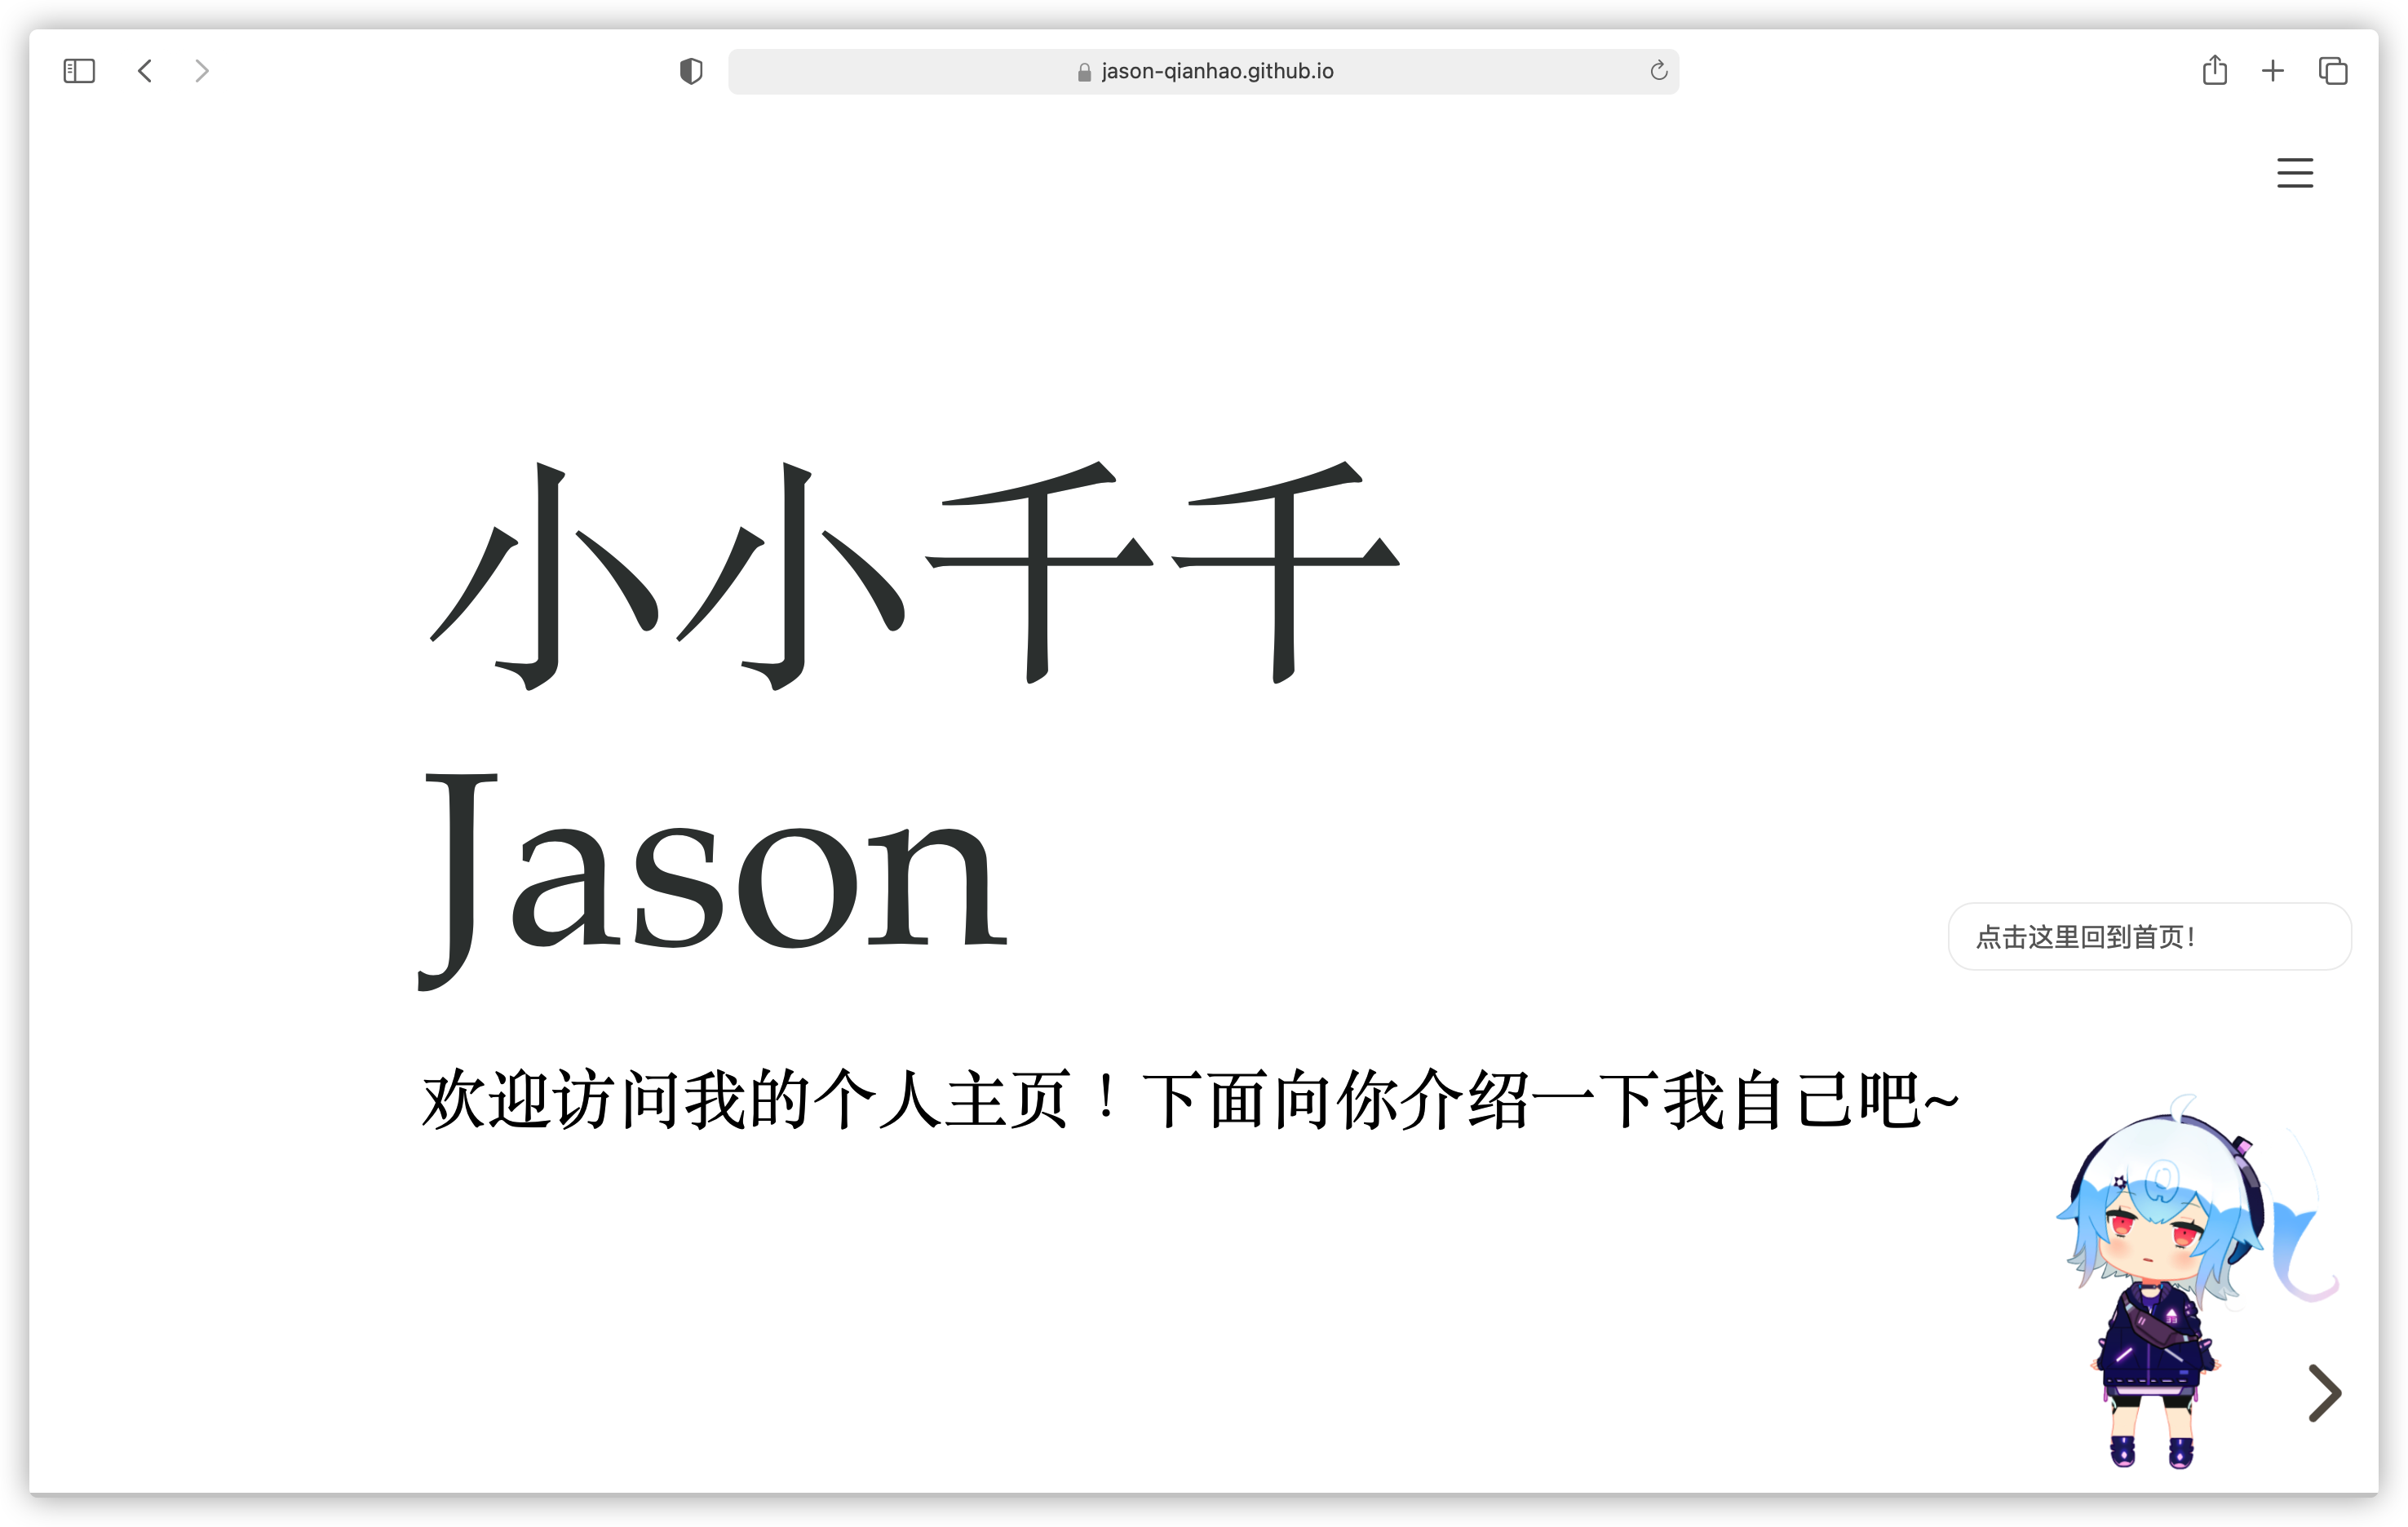 jason-qianhao.github.io
小小千千
Jason
点击这里回到首页！
欢迎访问我的个人主页！下面向你介绍一下我自己吧~